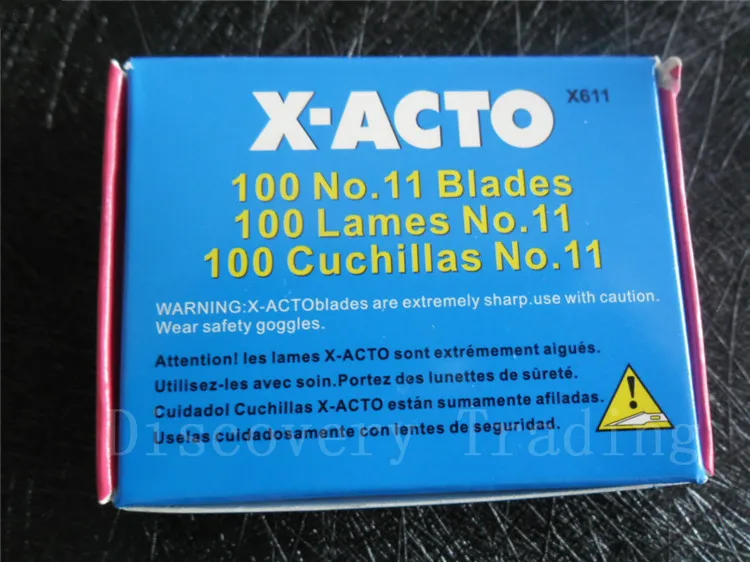 X-ACTO X611
100 No.11 Blades
100 Lames No.11
100 Cuchillas No.11
WARNING:X-ACTOblades are extremely sharp.use with caution.
Wear safety goggles.
Attention! les lames X-ACTO sont extrémement aigués.
Utilisez-les avec soin.Portez dos lunettes de sûreté.
Cuidadol Cuchillas X-ACTO están sumamente afiladas.
Uselas cuidadosamente con lentes de seguridad.
Discovery Trading